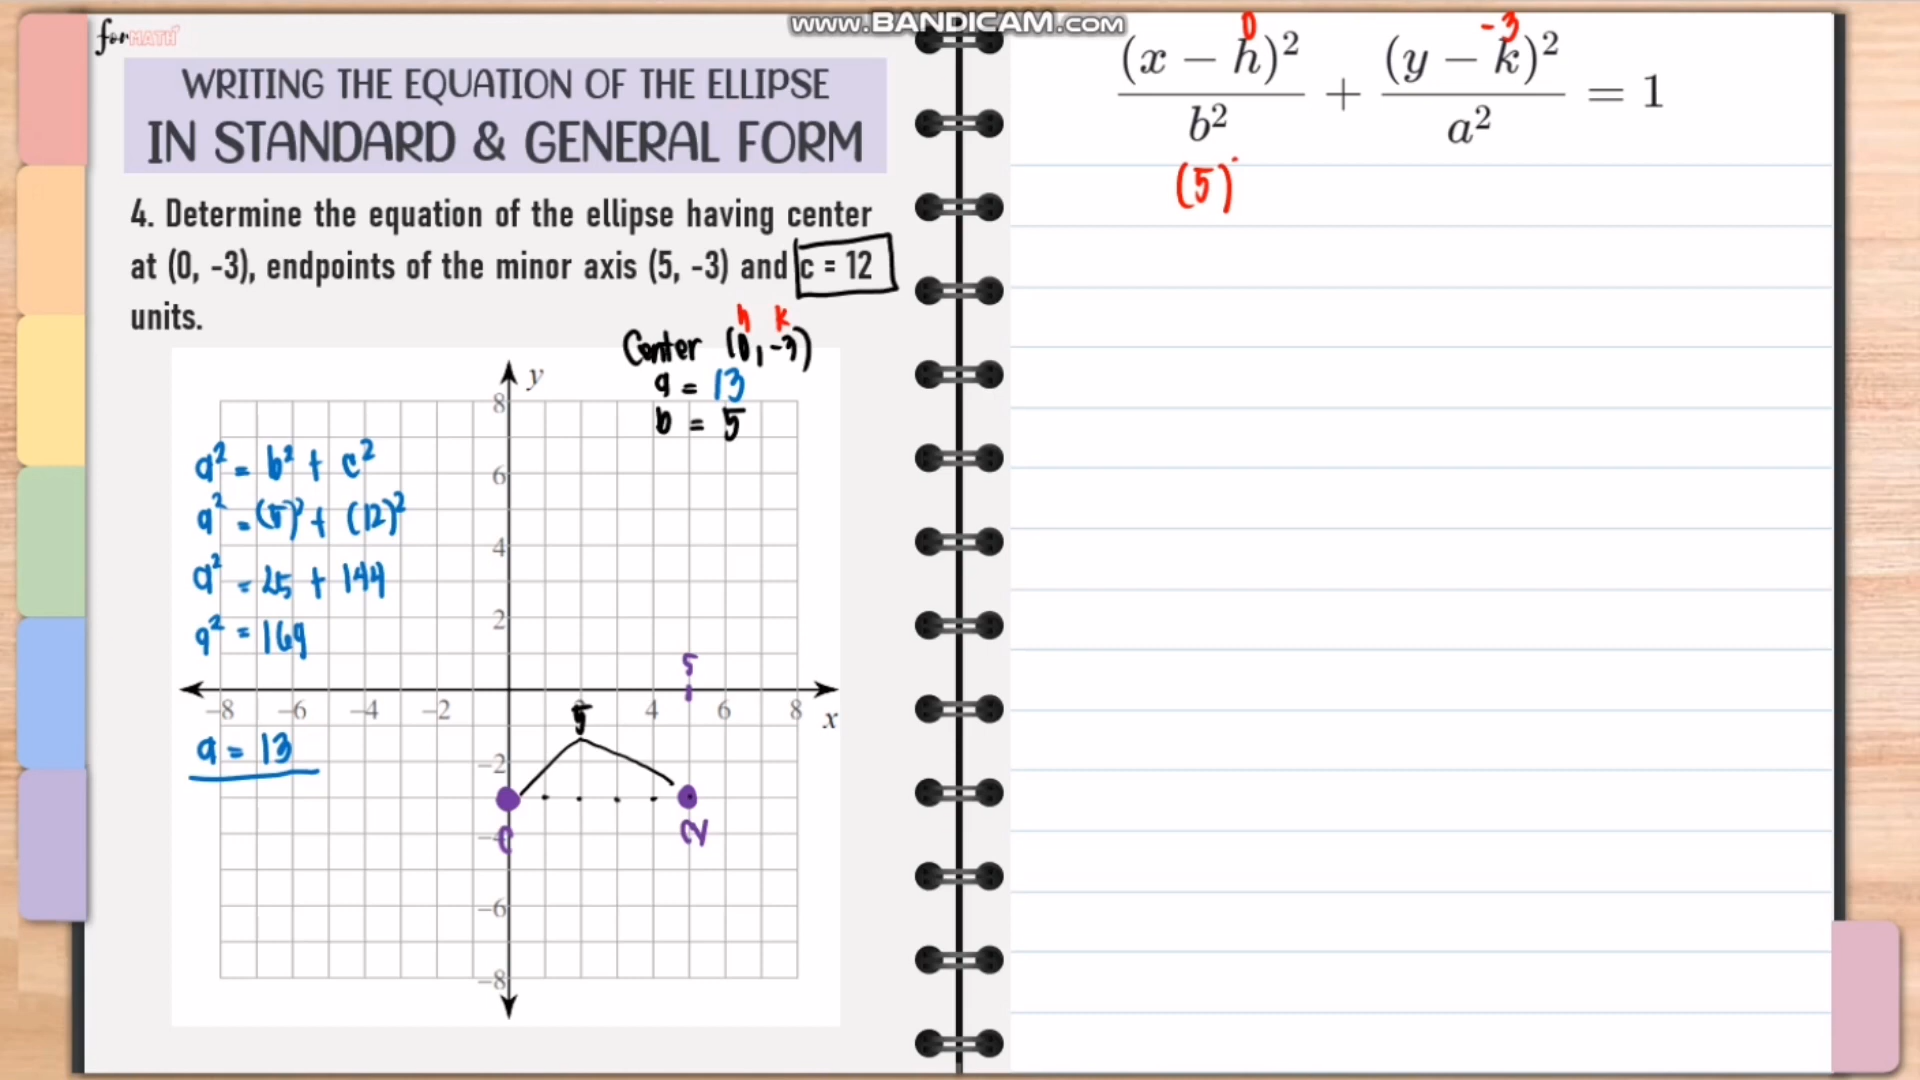 www.BANDICAM.com
forMATH
WRITING THE EQUATION OF THE ELLIPSE
IN STANDARD & GENERAL FORM
4. Determine the equation of the ellipse having center
at (0, -3), endpoints of the minor axis (5, -3) and c = 12
units.
h k
Center (0, -3)
a = 13
b = 5
a² = b² + c²
a² = (5)² + (12)²
a² = 25 + 144
a² = 169
a = 13
y
8
6
4
2
5
-8 -6 -4 -2 4 6 8 x
5
-2
-4
-6
-8
C
CV
0 -3
(x − h)² / b² + (y − k)² / a² = 1
(5)